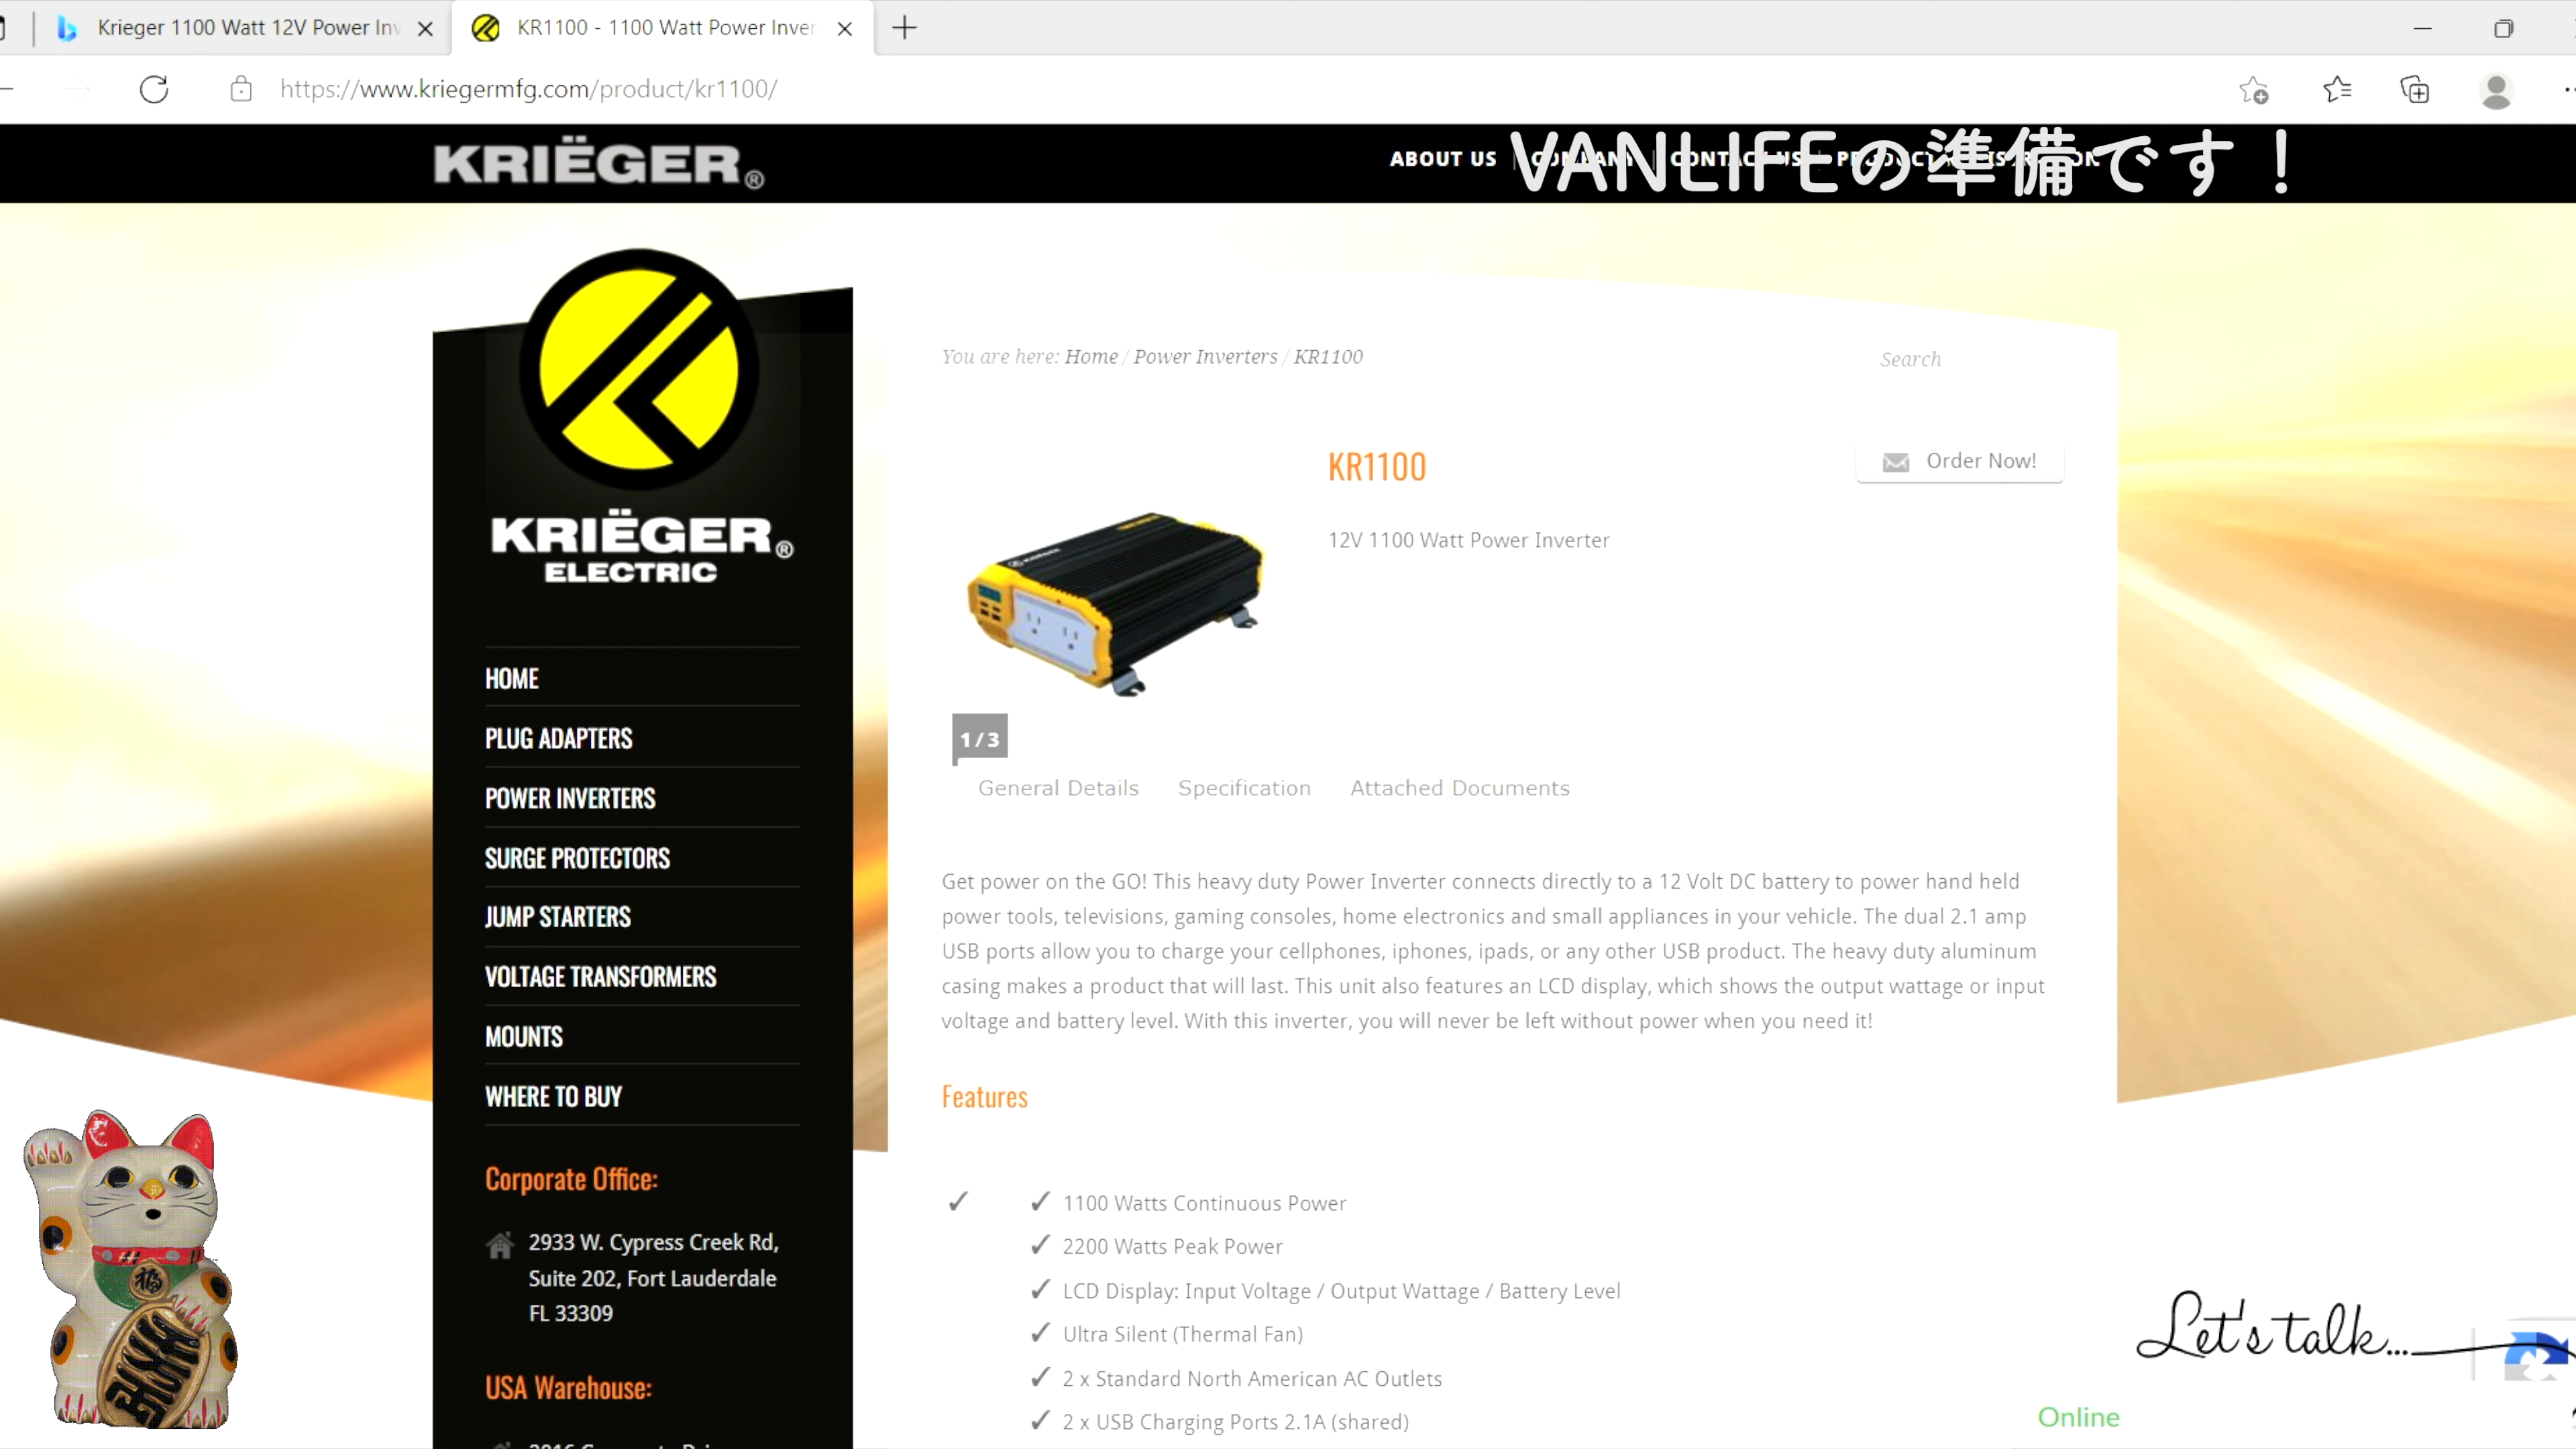 Krieger 1100 Watt 12V Power Inv
KR1100 - 1100 Watt Power Inver
https://www.kriegermfg.com/product/kr1100/
KRIËGER®
ABOUT US
VANLIFEの準備です！
KRIËGER®
ELECTRIC
HOME
PLUG ADAPTERS
POWER INVERTERS
SURGE PROTECTORS
JUMP STARTERS
VOLTAGE TRANSFORMERS
MOUNTS
WHERE TO BUY
Corporate Office:
2933 W. Cypress Creek Rd,
Suite 202, Fort Lauderdale
FL 33309
USA Warehouse:
You are here: Home / Power Inverters / KR1100
Search
KR1100
Order Now!
12V 1100 Watt Power Inverter
1/3
General Details Specification Attached Documents
Get power on the GO! This heavy duty Power Inverter connects directly to a 12 Volt DC battery to power hand held
power tools, televisions, gaming consoles, home electronics and small appliances in your vehicle. The dual 2.1 amp
USB ports allow you to charge your cellphones, iphones, ipads, or any other USB product. The heavy duty aluminum
casing makes a product that will last. This unit also features an LCD display, which shows the output wattage or input
voltage and battery level. With this inverter, you will never be left without power when you need it!
Features
1100 Watts Continuous Power
2200 Watts Peak Power
LCD Display: Input Voltage / Output Wattage / Battery Level
Ultra Silent (Thermal Fan)
2 x Standard North American AC Outlets
2 x USB Charging Ports 2.1A (shared)
福
Let's talk...
Online